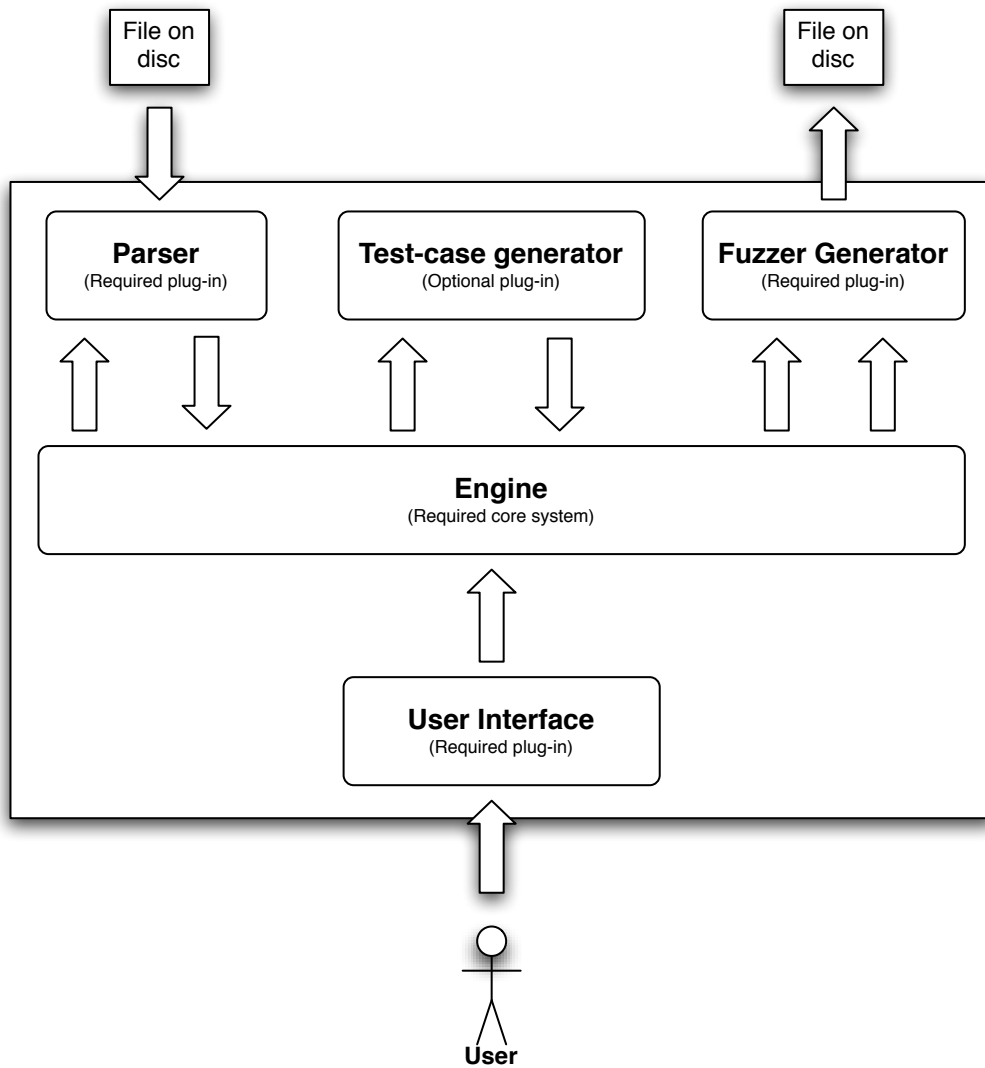 File on
disc
File on
disc
Parser
(Required plug-in)
Test-case generator
(Optional plug-in)
Fuzzer Generator
(Required plug-in)
Engine
(Required core system)
User Interface
(Required plug-in)
User